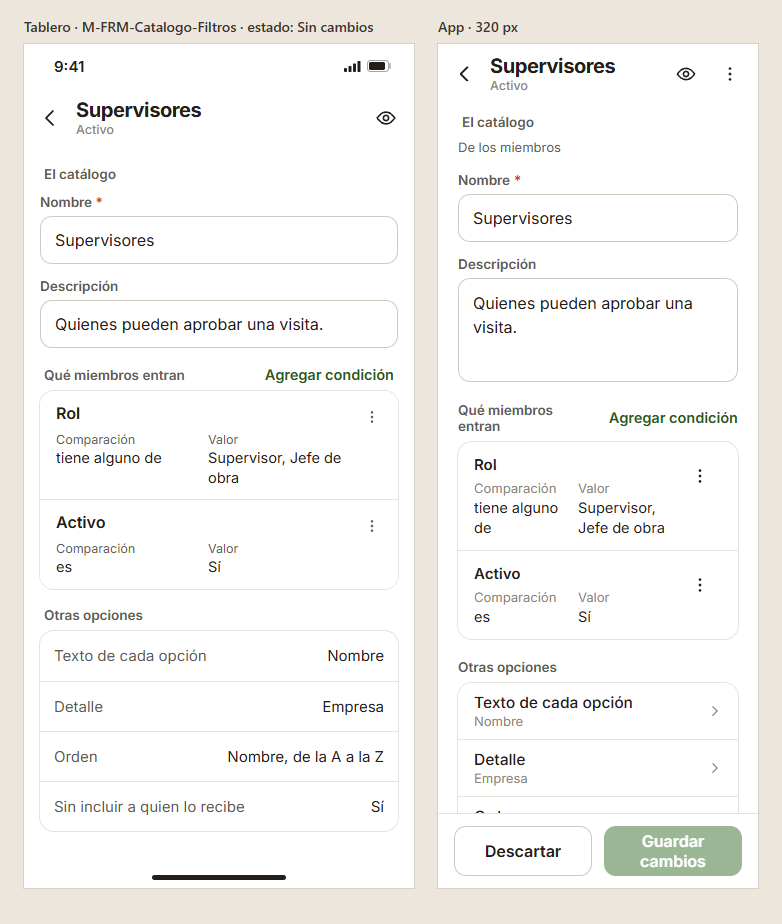 Tablero · M-FRM-Catalogo-Filtros · estado: Sin cambios
9:41
Supervisores
Activo
El catálogo
Nombre *
Supervisores
Descripción
Quienes pueden aprobar una visita.
Qué miembros entran
Agregar condición
Rol
Comparación
Valor
tiene alguno de
Supervisor, Jefe de
obra
Activo
Comparación
Valor
es
Sí
Otras opciones
Texto de cada opción
Nombre
Detalle
Empresa
Orden
Nombre, de la A a la Z
Sin incluir a quien lo recibe
Sí
App · 320 px
Supervisores
Activo
El catálogo
De los miembros
Nombre *
Supervisores
Descripción
Quienes pueden aprobar una
visita.
Qué miembros
entran
Agregar condición
Rol
Comparación
Valor
tiene alguno
de
Supervisor,
Jefe de obra
Activo
Comparación
Valor
es
Sí
Otras opciones
Texto de cada opción
Nombre
Detalle
Empresa
Descartar
Guardar
cambios